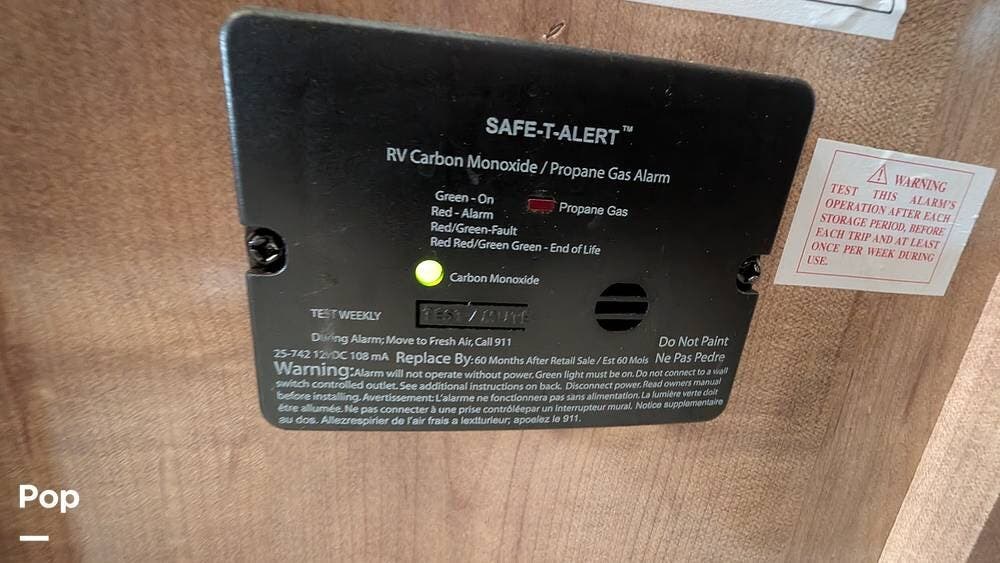 SAFE-T-ALERT™
RV Carbon Monoxide / Propane Gas Alarm
Green - On
Red - Alarm
Red/Green-Fault
Red Red/Green Green - End of Life
Propane Gas
Carbon Monoxide
TEST WEEKLY
TEST / MUTE
During Alarm; Move to Fresh Air, Call 911
Do Not Paint
25-742 12VDC 108 mA Replace By: 60 Months After Retail Sale / Est 60 Mois Ne Pas Pedre
Warning: Alarm will not operate without power. Green light must be on. Do not connect to a wall
switch controlled outlet. See additional instructions on back. Disconnect power. Read owners manual
before installing. Avertissement: L'alarme ne fonctionnera pas sans alimentation. La lumière verte doit
être allumée. Ne pas connecter à une prise contrôléepar un interrupteur mural. Notice supplementaire
au dos. Allezrespirier de l'air frais a lextturleur; apoelez le 911.
⚠ WARNING
TEST THIS ALARM'S
OPERATION AFTER EACH
STORAGE PERIOD, BEFORE
EACH TRIP AND AT LEAST
ONCE PER WEEK DURING
USE.
Pop